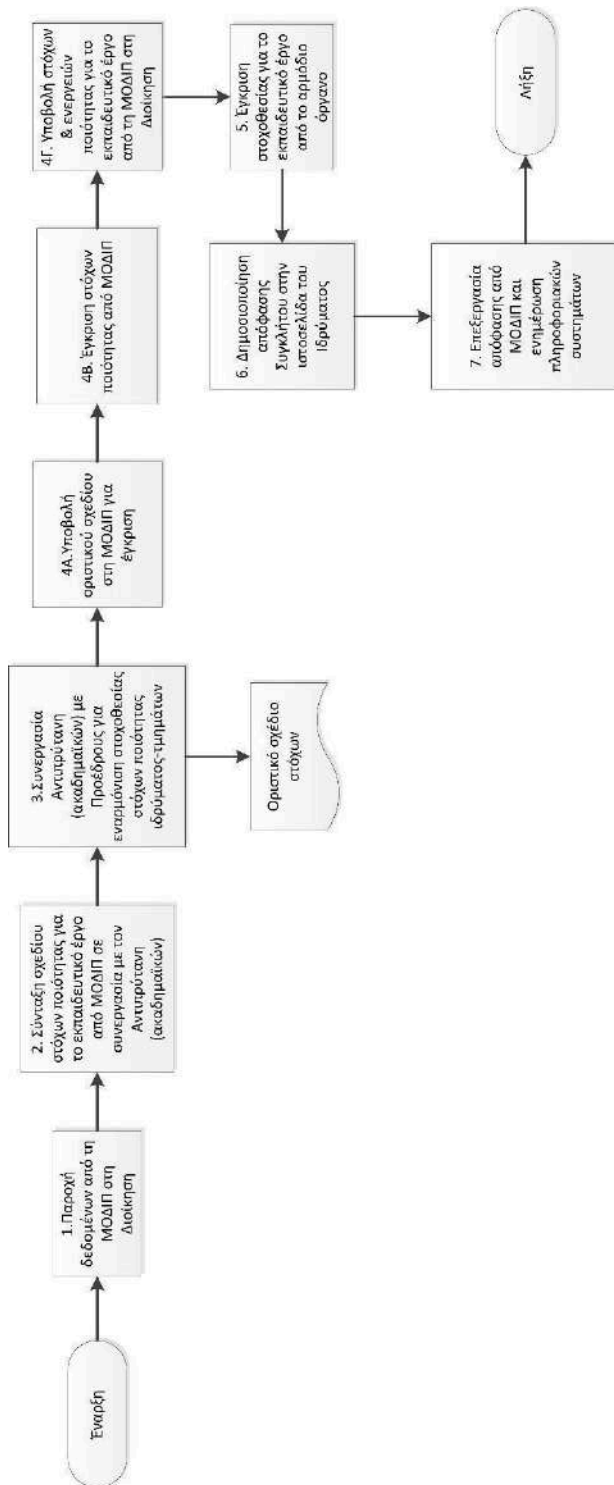 Έναρξη
1.Παροχή
δεδομένων από τη
ΜΟΔΙΠ στη
Διοίκηση
2. Σύνταξη σχεδίου
στόχων ποιότητας για
το εκπαιδευτικό έργο
από ΜΟΔΙΠ σε
συνεργασία με τον
Αντιπρύτανη
(ακαδημαϊκών)
3.Συνεργασία
Αντιπρύτανη
(ακαδημαϊκών) με
Προέδρους για
εναρμόνιση στοχοθεσίας
στόχων ποιότητας
ιδρύματος-τμημάτων
Οριστικό σχέδιο
στόχων
4Α.Υποβολή
οριστικού σχεδίου
στη ΜΟΔΙΠ για
έγκριση
4Β. Έγκριση στόχων
ποιότητας από ΜΟΔΙΠ
4Γ. Υποβολή στόχων
& ενεργειών
ποιότητας για το
εκπαιδευτικό έργο
από τη ΜΟΔΙΠ στη
Διοίκηση
5. Έγκριση
στοχοθεσίας για το
εκπαιδευτικό έργο
από το αρμόδιο
όργανο
6. Δημοσιοποίηση
απόφασης
Συγκλήτου στην
ιστοσελίδα του
Ιδρύματος
7. Επεξεργασία
απόφασης από
ΜΟΔΙΠ και
ενημέρωση
πληροφοριακών
συστημάτων
Λήξη